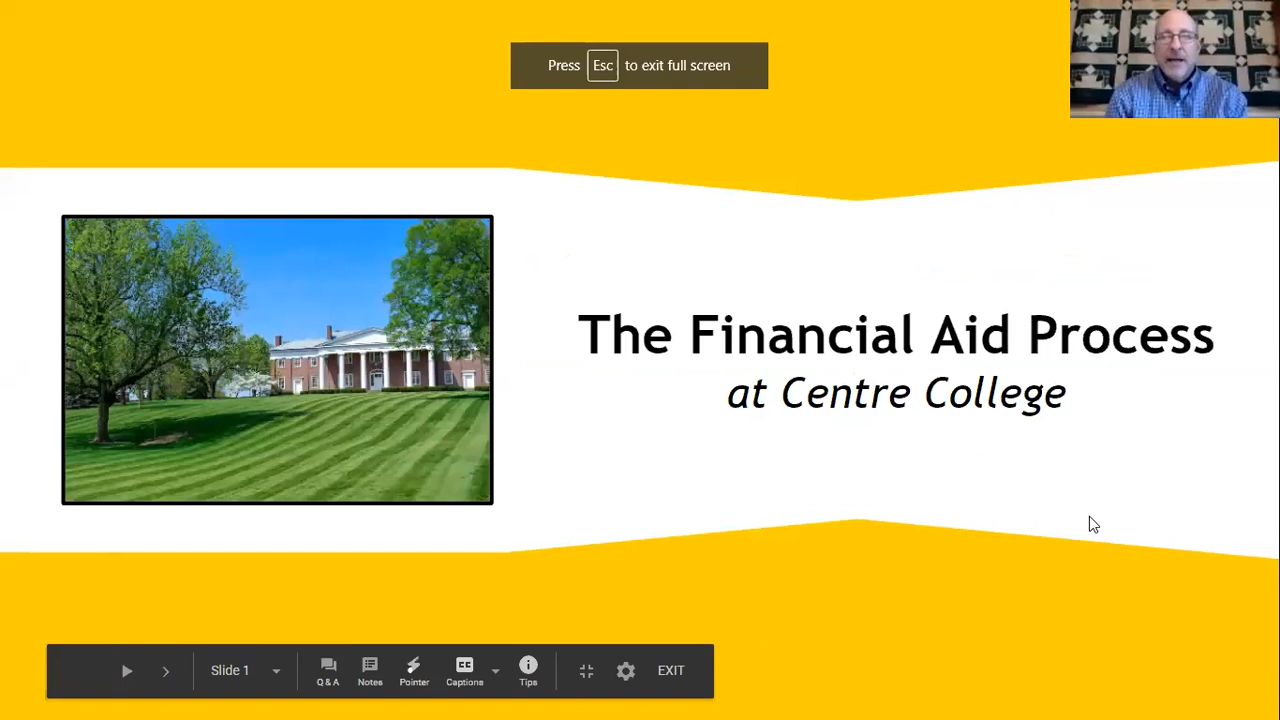 Press Esc to exit full screen
The Financial Aid Process
at Centre College
Slide 1
Q & A
Notes
Pointer
CC
Captions
Tips
EXIT